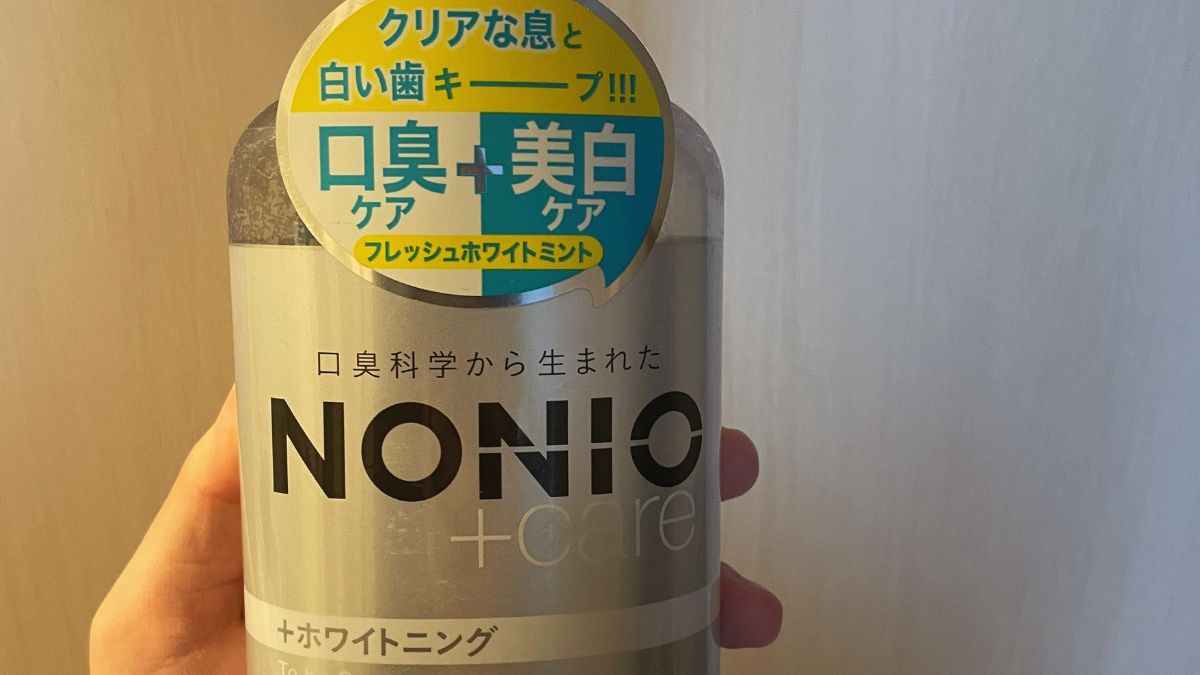 クリアな息と
白い歯キープ!!!
口臭+美白
ケア ケア
フレッシュホワイトミント
口臭科学から生まれた
NONIO
+care
+ホワイトニング